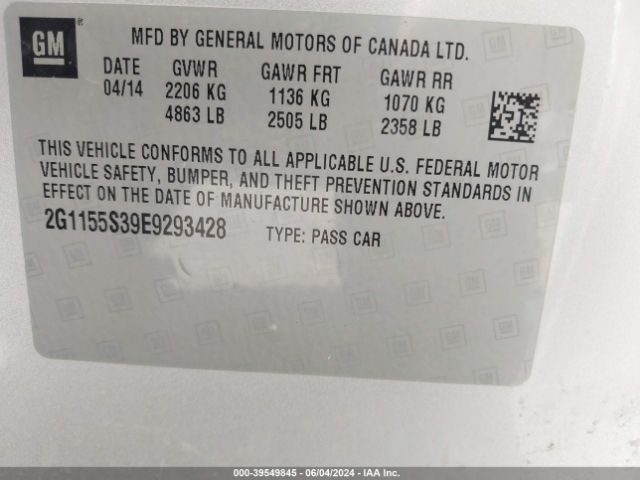 GM ®
MFD BY GENERAL MOTORS OF CANADA LTD.
DATE GVWR GAWR FRT GAWR RR
04/14 2206 KG 1136 KG 1070 KG
4863 LB 2505 LB 2358 LB
THIS VEHICLE CONFORMS TO ALL APPLICABLE U.S. FEDERAL MOTOR
VEHICLE SAFETY, BUMPER, AND THEFT PREVENTION STANDARDS IN
EFFECT ON THE DATE OF MANUFACTURE SHOWN ABOVE.
2G1155S39E9293428 TYPE: PASS CAR
000-39549845 - 06/04/2024 - IAA Inc.